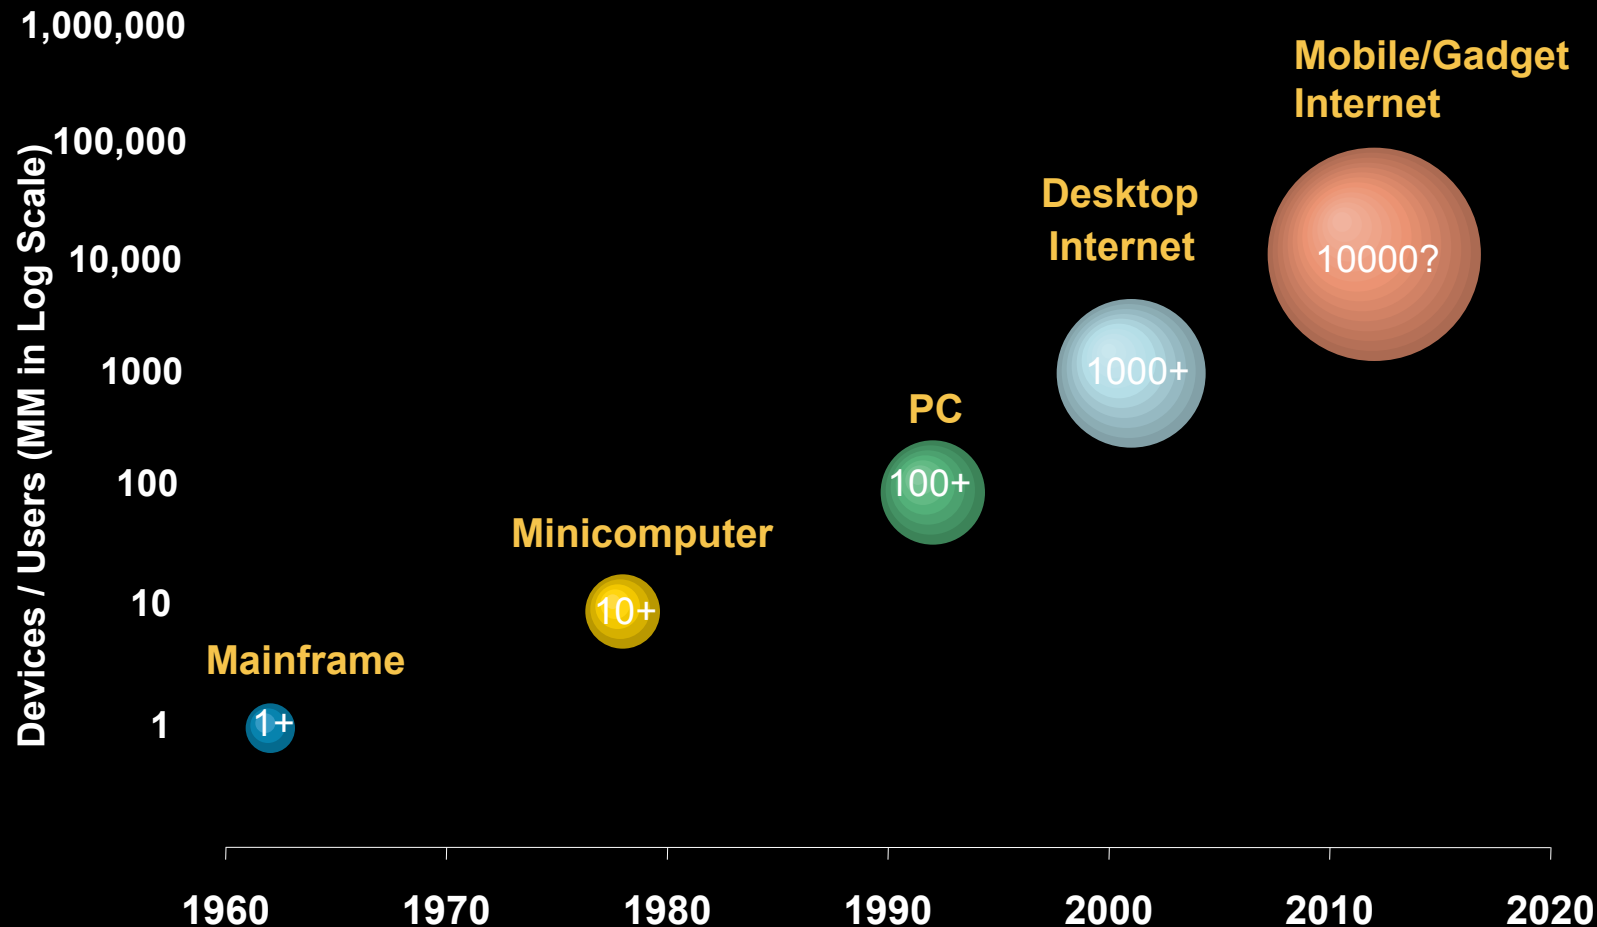 1,000,000
Mobile/Gadget
Internet
100,000
Desktop
Internet
10,000
10000?
1000
1000+
PC
100
100+
Minicomputer
10
10+
Mainframe
1
1+
Devices / Users (MM in Log Scale)
1960 1970 1980 1990 2000 2010 2020